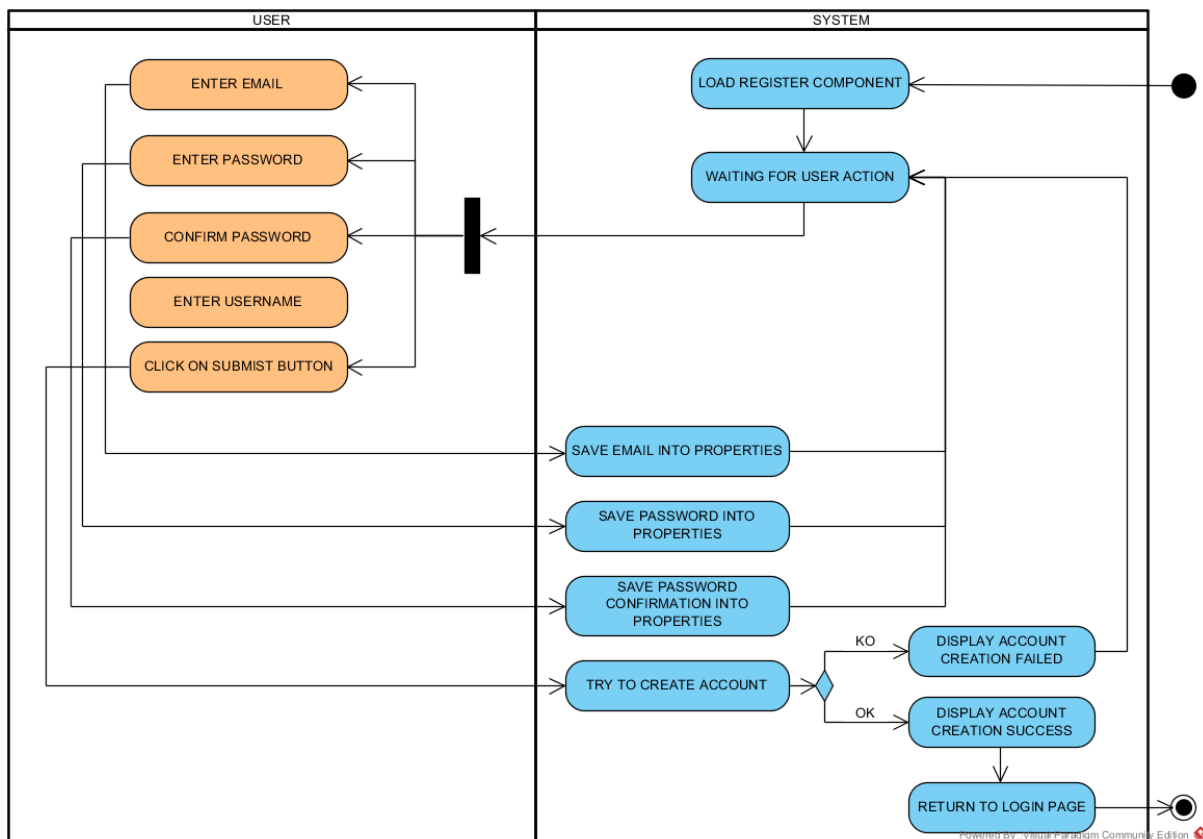 USER
SYSTEM
ENTER EMAIL
LOAD REGISTER COMPONENT
ENTER PASSWORD
WAITING FOR USER ACTION
CONFIRM PASSWORD
ENTER USERNAME
CLICK ON SUBMIST BUTTON
SAVE EMAIL INTO PROPERTIES
SAVE PASSWORD INTO
PROPERTIES
SAVE PASSWORD
CONFIRMATION INTO
PROPERTIES
KO
DISPLAY ACCOUNT
CREATION FAILED
TRY TO CREATE ACCOUNT
OK
DISPLAY ACCOUNT
CREATION SUCCESS
RETURN TO LOGIN PAGE
Powered By Visual Paradigm Community Edition